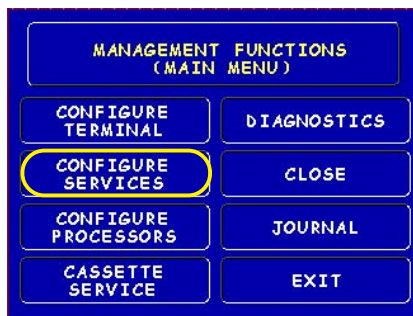 MANAGEMENT FUNCTIONS
(MAIN MENU)
CONFIGURE
TERMINAL
DIAGNOSTICS
CONFIGURE
SERVICES
CLOSE
CONFIGURE
PROCESSORS
JOURNAL
CASSETTE
SERVICE
EXIT